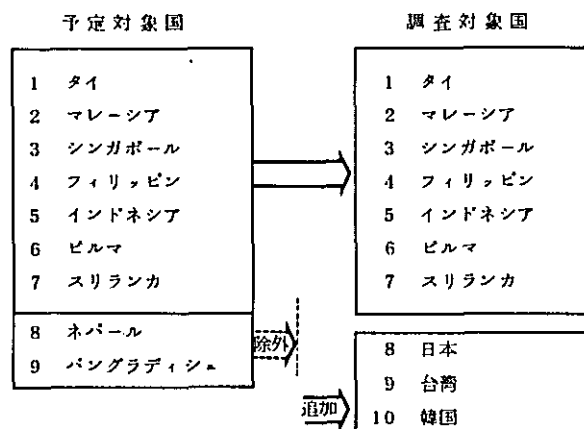 予定対象国
1 タイ
2 マレーシア
3 シンガポール
4 フィリッピン
5 インドネシア
6 ビルマ
7 スリランカ
8 ネパール
9 バングラディシュ
除外
追加
調査対象国
1 タイ
2 マレーシア
3 シンガポール
4 フィリッピン
5 インドネシア
6 ビルマ
7 スリランカ
8 日本
9 台湾
10 韓国